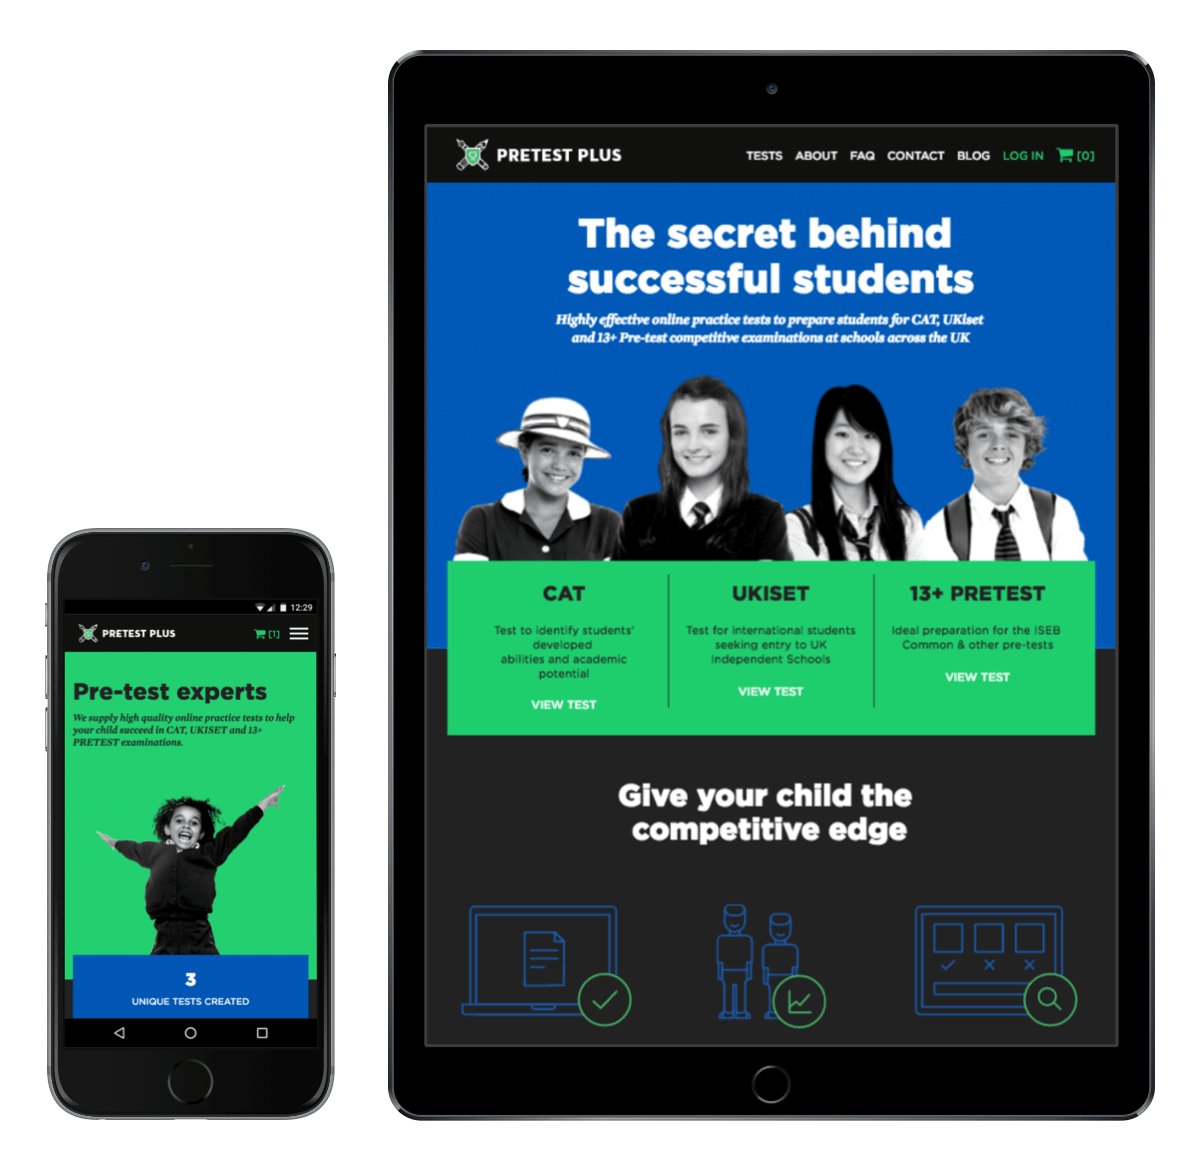 PRETEST PLUS
TESTS ABOUT FAQ CONTACT BLOG LOG IN [0]
The secret behind
successful students
Highly effective online practice tests to prepare students for CAT, UKiset
and 13+ Pre-test competitive examinations at schools across the UK
CAT
Test to identify students'
developed
abilities and academic
potential
VIEW TEST
UKISET
Test for international students
seeking entry to UK
Independent Schools
VIEW TEST
13+ PRETEST
Ideal preparation for the ISEB
Common & other pre-tests
VIEW TEST
Give your child the
competitive edge
12:29
PRETEST PLUS [1]
Pre-test experts
We supply high quality online practice tests to help
your child succeed in CAT, UKISET and 13+
PRETEST examinations.
3
UNIQUE TESTS CREATED